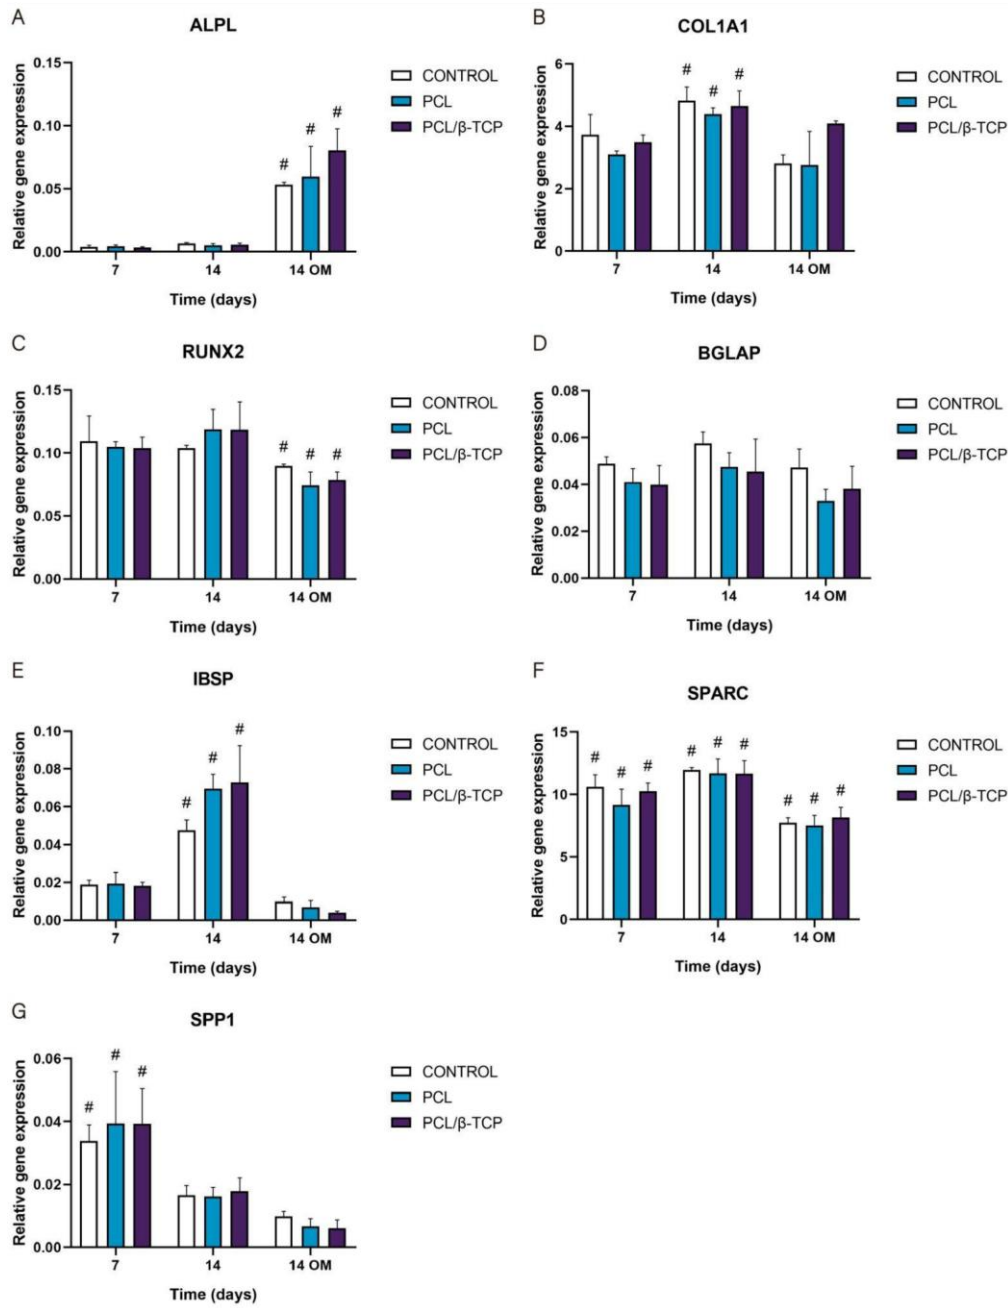 A
ALPL
Relative gene expression
0.15
0.10
0.05
0.00
# # #
7 14 14 OM
Time (days)
CONTROL
PCL
PCL/β-TCP
B
COL1A1
Relative gene expression
6
4
2
0
# # #
7 14 14 OM
Time (days)
CONTROL
PCL
PCL/β-TCP
C
RUNX2
Relative gene expression
0.15
0.10
0.05
0.00
# # #
7 14 14 OM
Time (days)
CONTROL
PCL
PCL/β-TCP
D
BGLAP
Relative gene expression
0.08
0.06
0.04
0.02
0.00
7 14 14 OM
Time (days)
CONTROL
PCL
PCL/β-TCP
E
IBSP
Relative gene expression
0.10
0.08
0.06
0.04
0.02
0.00
# # #
7 14 14 OM
Time (days)
CONTROL
PCL
PCL/β-TCP
F
SPARC
Relative gene expression
15
10
5
0
# # # # # # # # #
7 14 14 OM
Time (days)
CONTROL
PCL
PCL/β-TCP
G
SPP1
Relative gene expression
0.06
0.04
0.02
0.00
# # #
7 14 14 OM
Time (days)
CONTROL
PCL
PCL/β-TCP